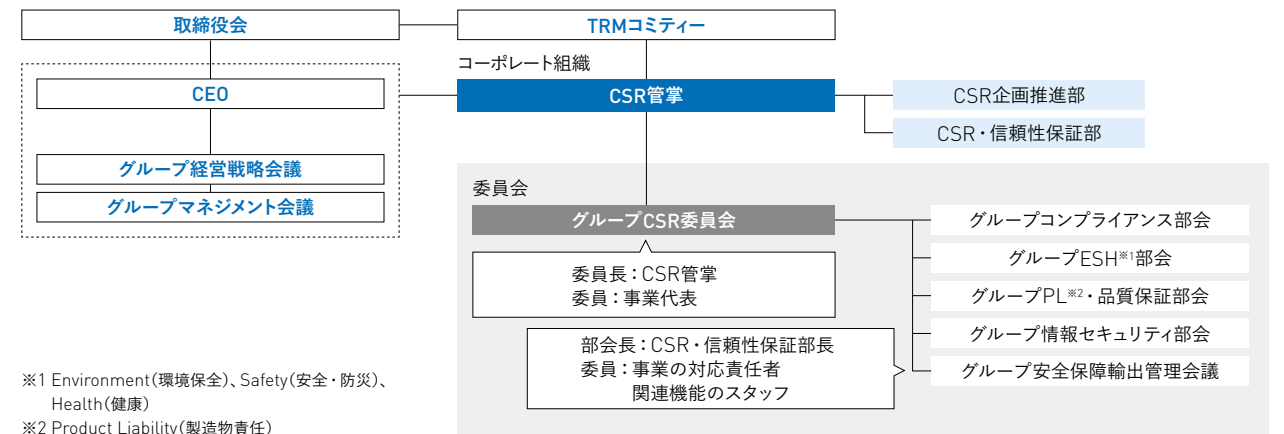 取締役会
TRMコミティー
コーポレート組織
CEO
CSR管掌
CSR企画推進部
CSR・信頼性保証部
グループ経営戦略会議
グループマネジメント会議
委員会
グループCSR委員会
グループコンプライアンス部会
グループESH※1部会
グループPL※2・品質保証部会
グループ情報セキュリティ部会
グループ安全保障輸出管理会議
委員長：CSR管掌
委員：事業代表
部会長：CSR・信頼性保証部長
委員：事業の対応責任者
関連機能のスタッフ
※1 Environment（環境保全）、Safety（安全・防災）、
Health（健康）
※2 Product Liability（製造物責任）